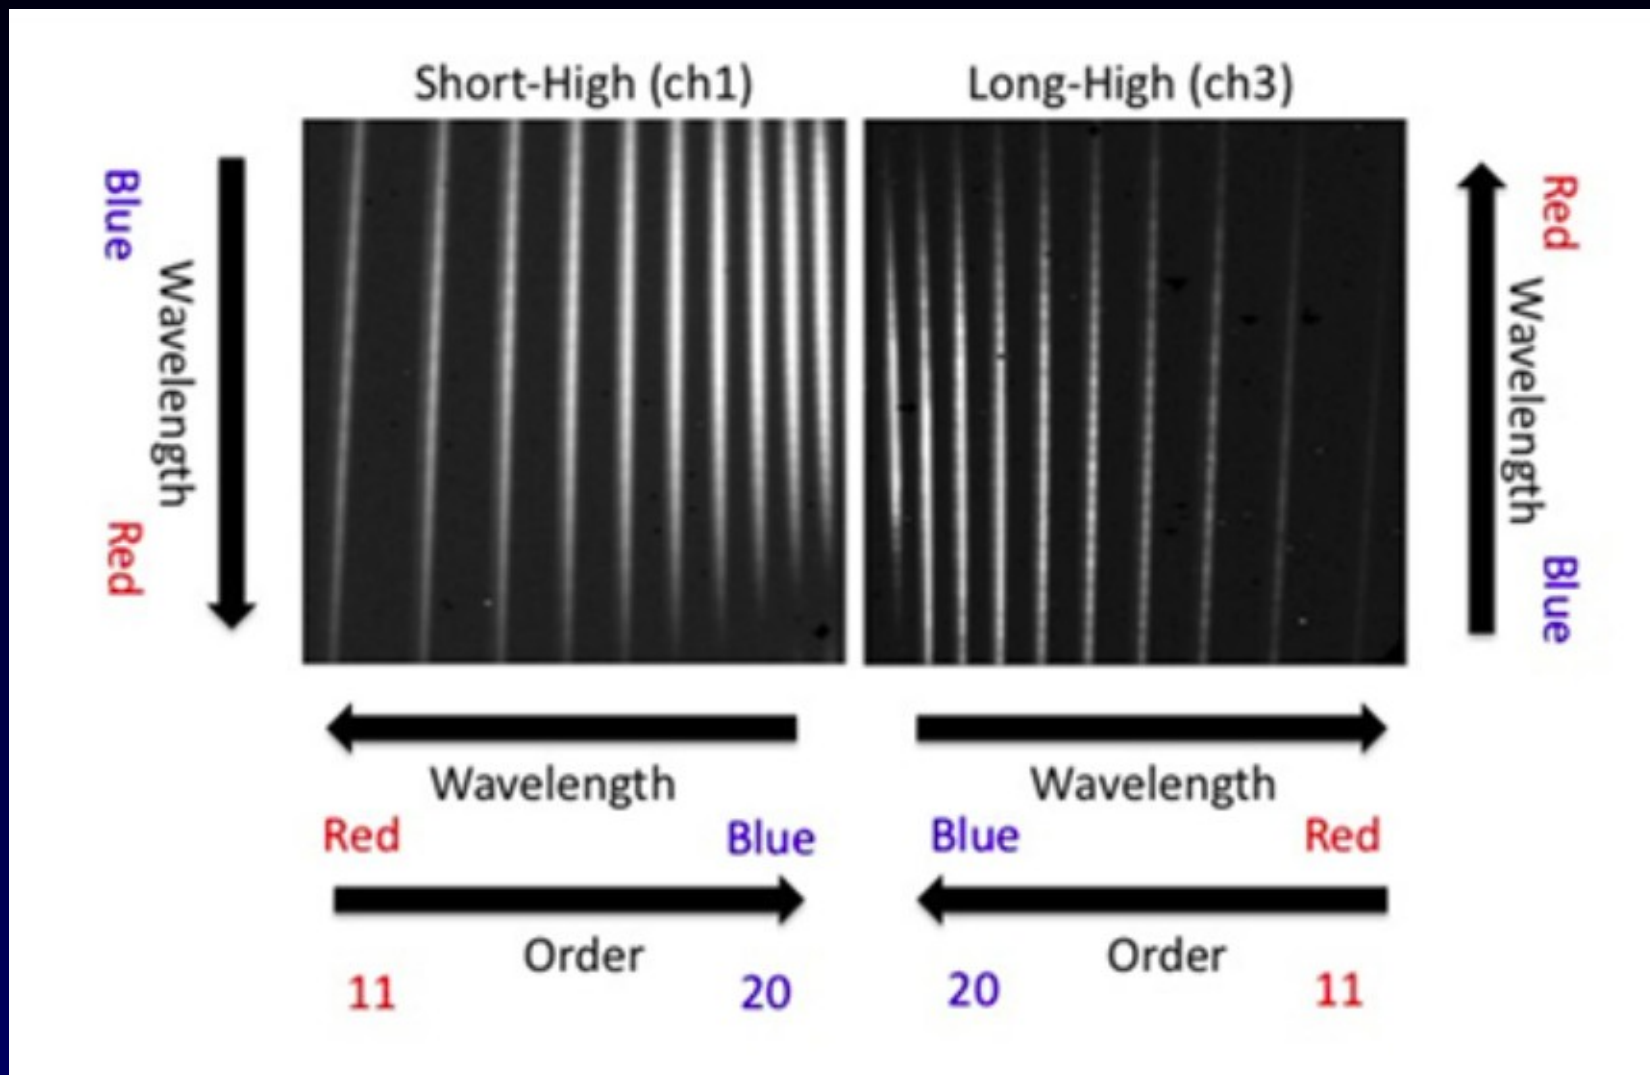 Short-High (ch1)
Long-High (ch3)
Blue
Wavelength
Red
Red
Wavelength
Blue
Wavelength
Wavelength
Red
Blue
Blue
Red
Order
Order
11
20
20
11